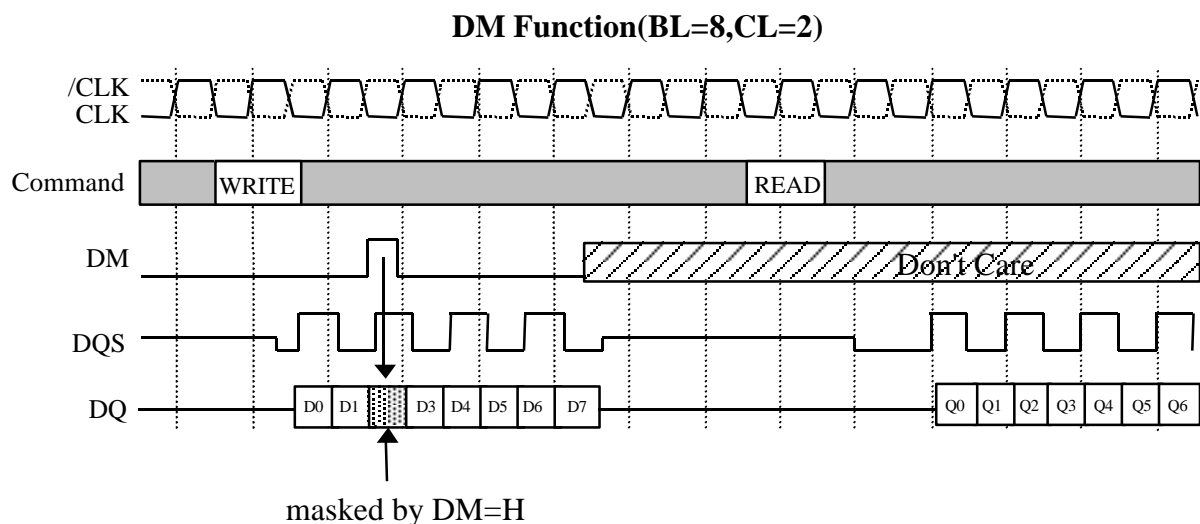 DM Function(BL=8,CL=2)
/CLK
CLK
Command WRITE READ
DM Don't Care
DQS
DQ D0 D1 D3 D4 D5 D6 D7 Q0 Q1 Q2 Q3 Q4 Q5 Q6
masked by DM=H